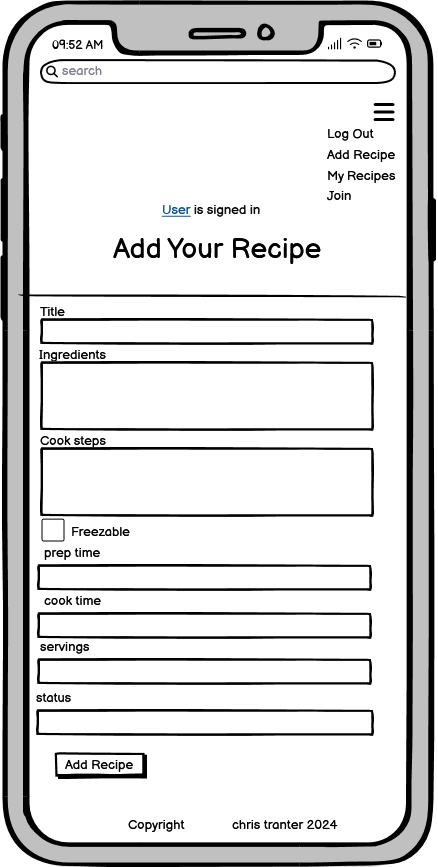 09:52 AM
search
Log Out
Add Recipe
My Recipes
Join
User is signed in
Add Your Recipe
Title
Ingredients
Cook steps
Freezable
prep time
cook time
servings
status
Add Recipe
Copyright chris tranter 2024